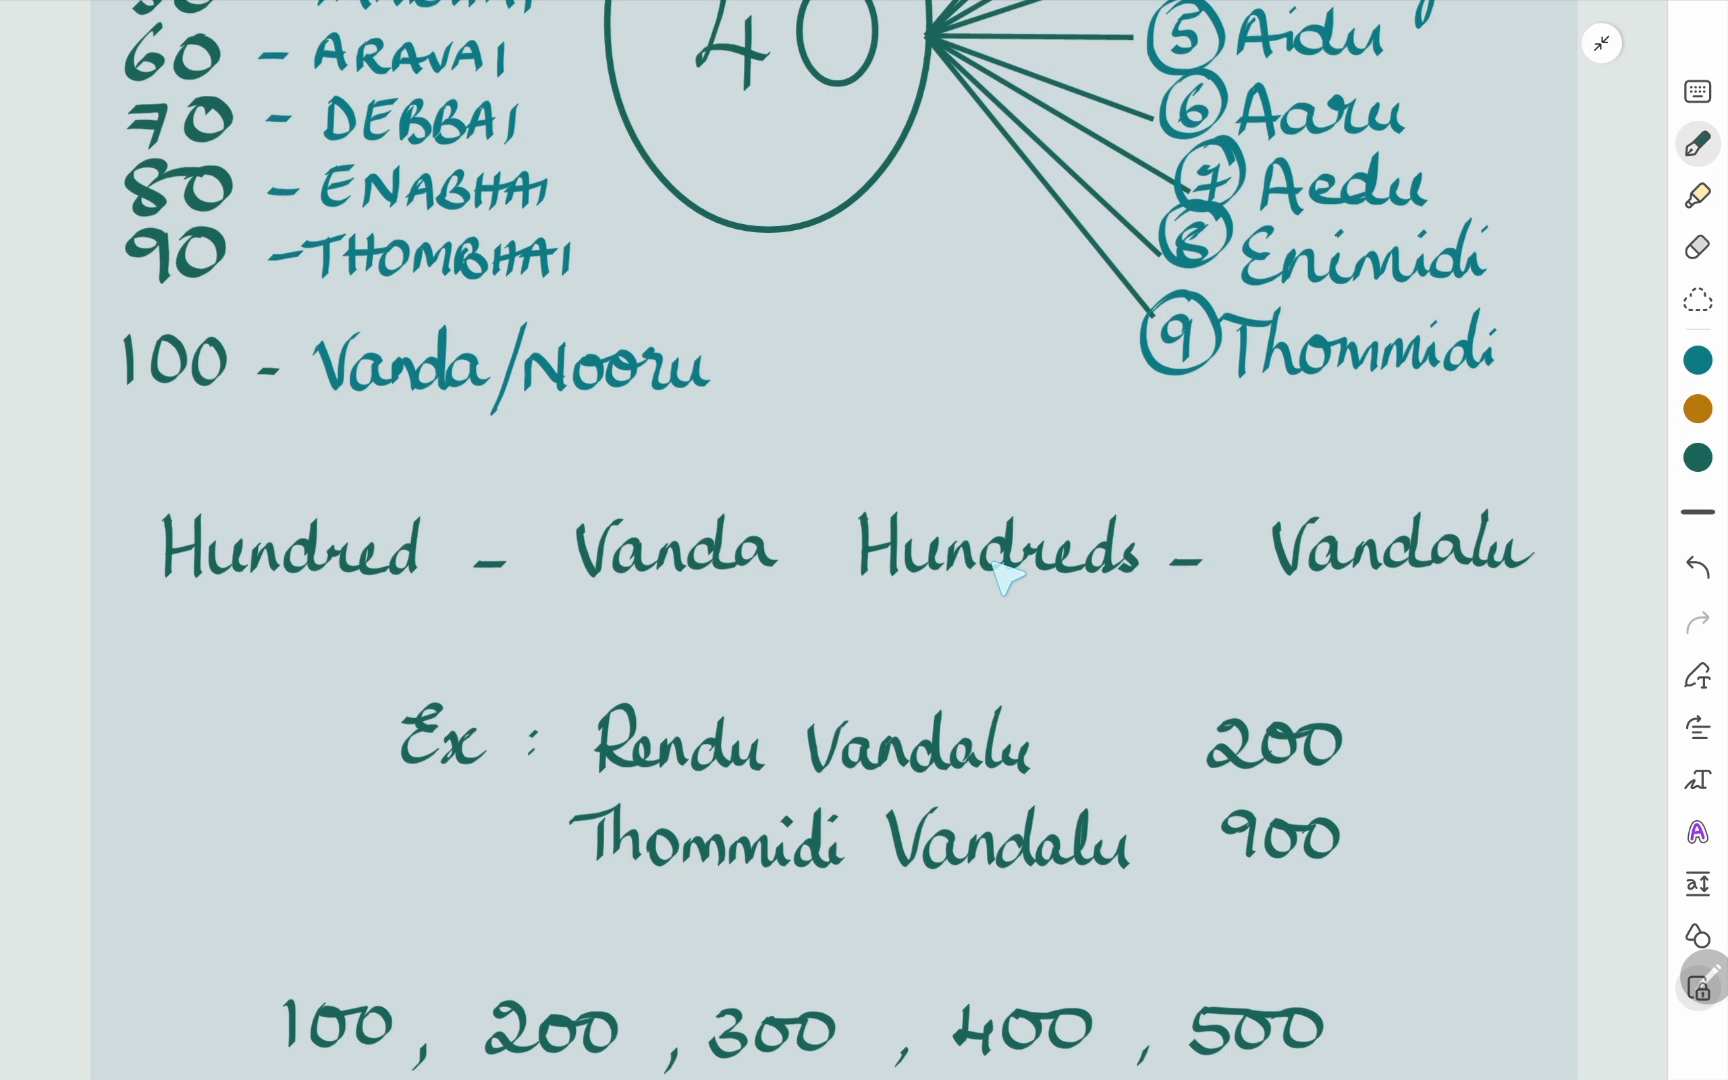 60 - ARAVAI
70 - DEBBAI
80 - ENABHAI
90 - THOMBHAI
100 - Vanda/Nooru
40
5 Aidu
6 Aaru
7 Aedu
8 Enimidi
9 Thommidi
Hundred - Vanda Hundreds - Vandalu
Ex : Rendu Vandalu 200
Thommidi Vandalu 900
100, 200, 300, 400, 500